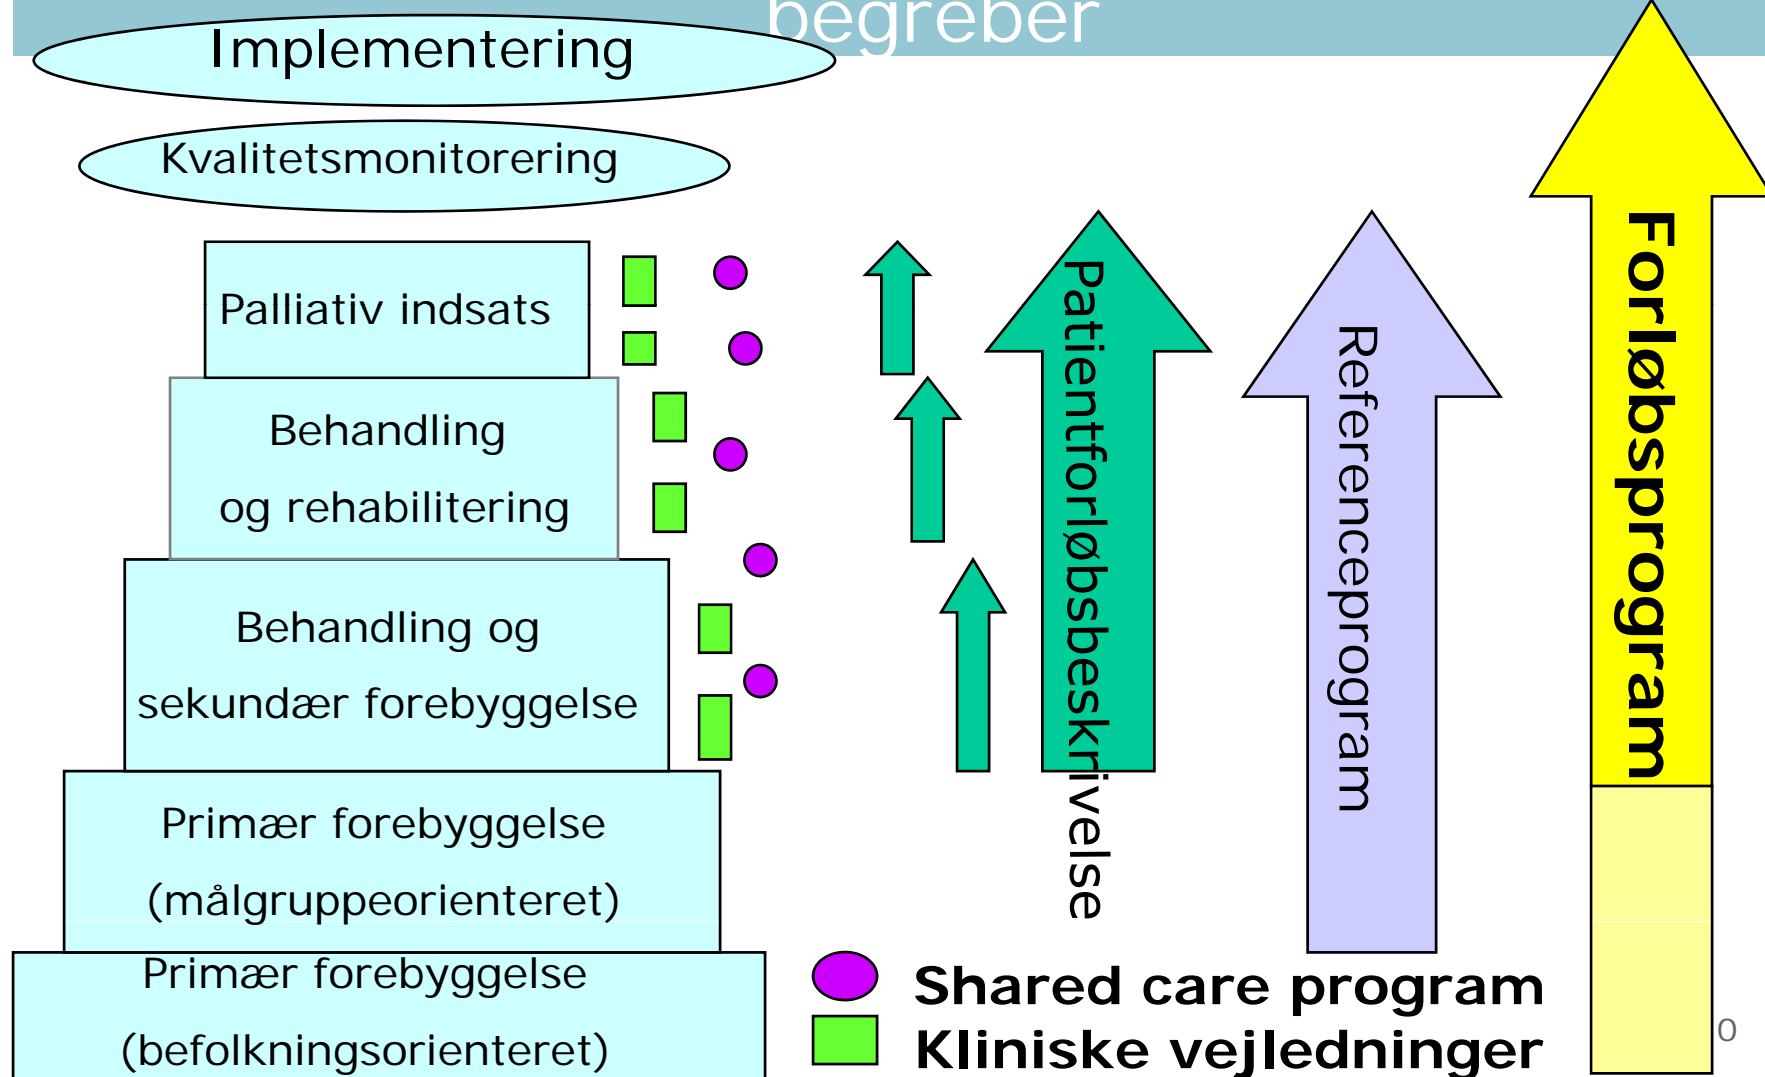 begreber
Implementering
Kvalitetsmonitorering
Palliativ indsats
Behandling
og rehabilitering
Behandling og
sekundær forebyggelse
Primær forebyggelse
(målgruppeorienteret)
Primær forebyggelse
(befolkningsorienteret)
Patientforløbsbeskrivelse
Referenceprogram
Forløbsprogram
Shared care program
Kliniske vejledninger
0